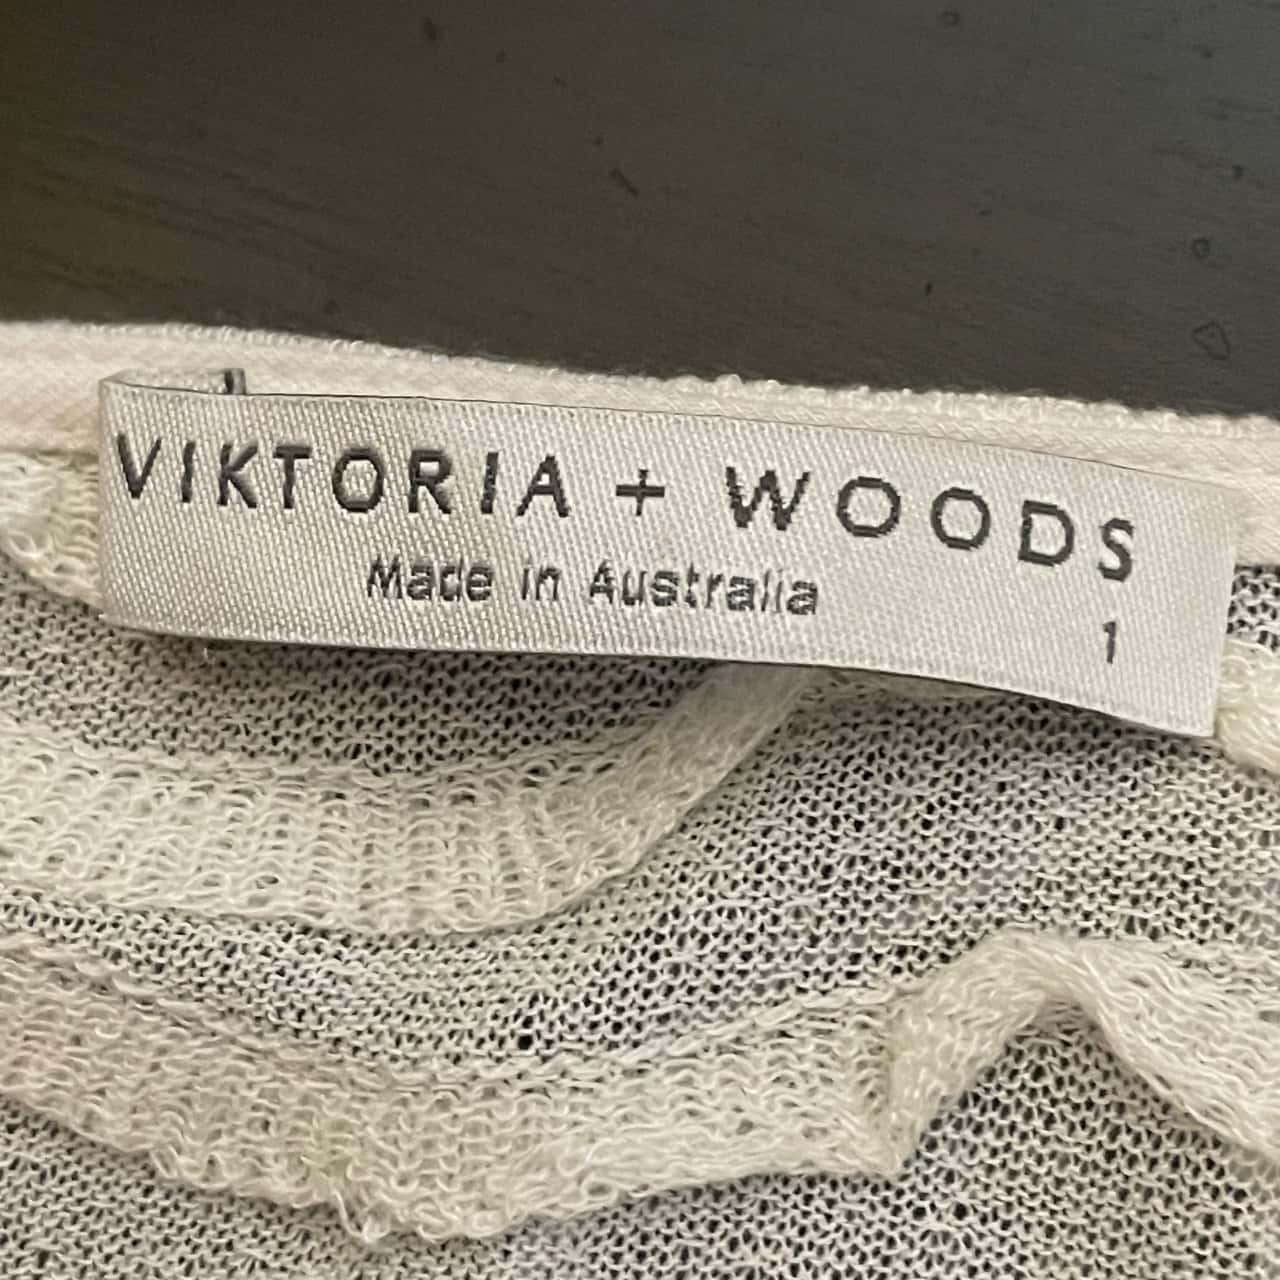 VIKTORIA + WOODS
Made in Australia
1